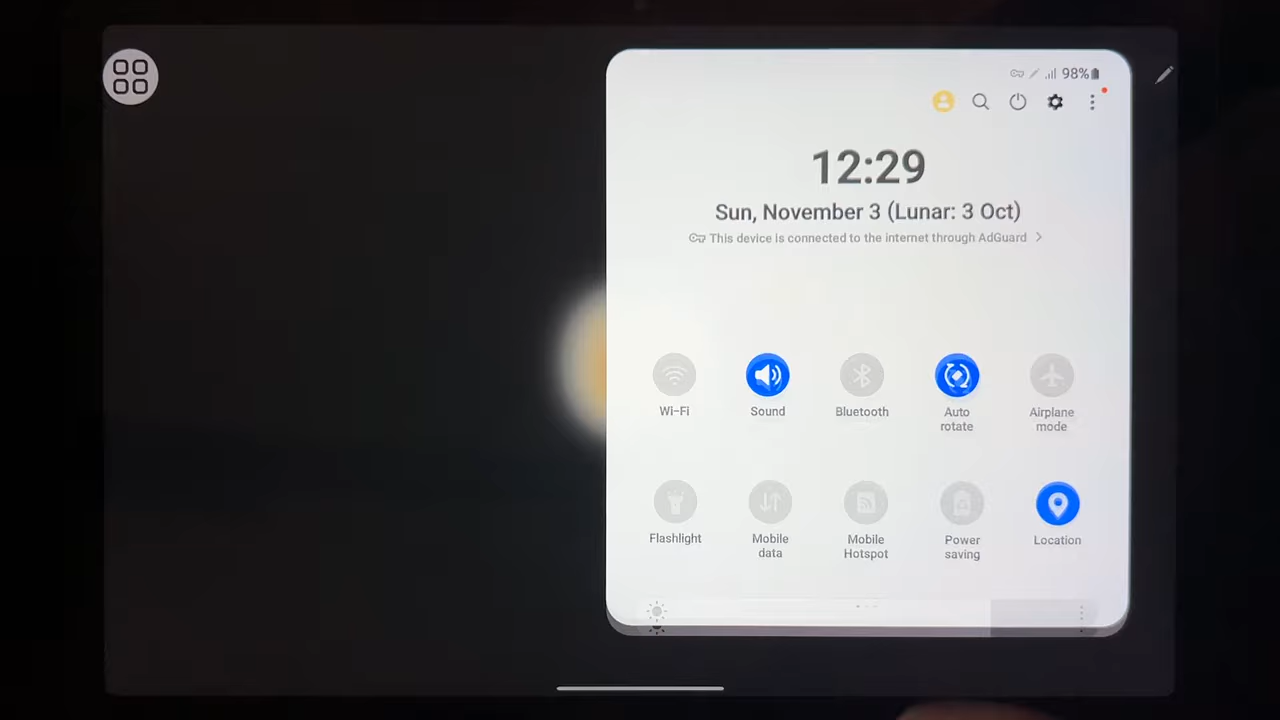 98%
12:29
Sun, November 3 (Lunar: 3 Oct)
This device is connected to the internet through AdGuard
Wi-Fi
Sound
Bluetooth
Auto
rotate
Airplane
mode
Flashlight
Mobile
data
Mobile
Hotspot
Power
saving
Location